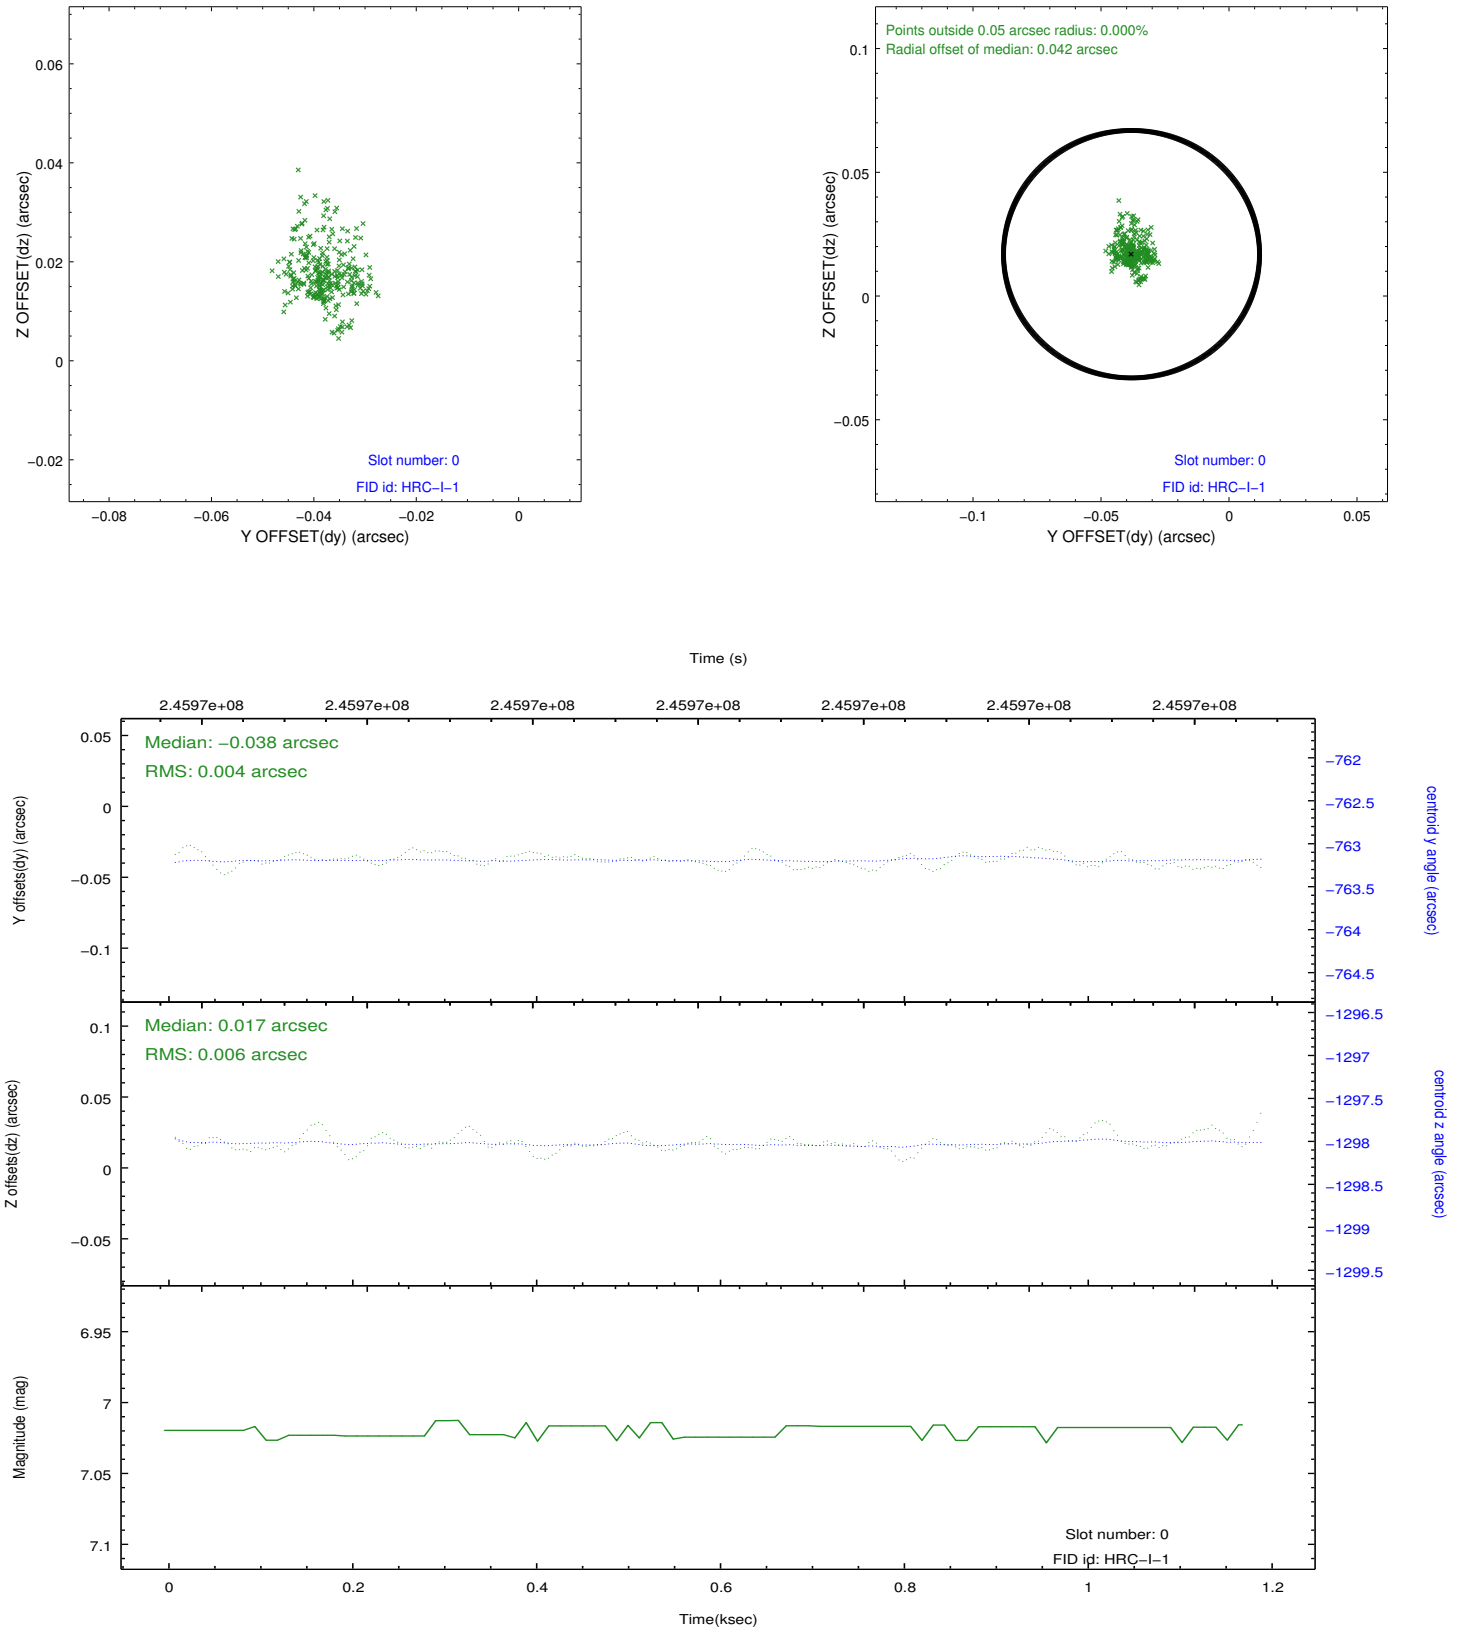 0.06
0.04
0.02
0
−0.02
Z OFFSET(dz) (arcsec)
Slot number: 0
FID id: HRC−I−1
−0.08
−0.06
−0.04
−0.02
0
Y OFFSET(dy) (arcsec)
Points outside 0.05 arcsec radius: 0.000%
Radial offset of median: 0.042 arcsec
0.1
0.05
0
−0.05
Z OFFSET(dz) (arcsec)
Slot number: 0
FID id: HRC−I−1
−0.1
−0.05
0
0.05
Y OFFSET(dy) (arcsec)
Time (s)
2.4597e+08
2.4597e+08
2.4597e+08
2.4597e+08
2.4597e+08
2.4597e+08
2.4597e+08
Median: −0.038 arcsec
RMS: 0.004 arcsec
0.05
0
−0.05
−0.1
Y offsets(dy) (arcsec)
−762
−762.5
−763
−763.5
−764
−764.5
centroid y angle (arcsec)
Median: 0.017 arcsec
RMS: 0.006 arcsec
0.1
0.05
0
−0.05
Z offsets(dz) (arcsec)
−1296.5
−1297
−1297.5
−1298
−1298.5
−1299
−1299.5
centroid z angle (arcsec)
6.95
7
7.05
7.1
Magnitude (mag)
Slot number: 0
FID id: HRC−I−1
0
0.2
0.4
0.6
0.8
1
1.2
Time(ksec)